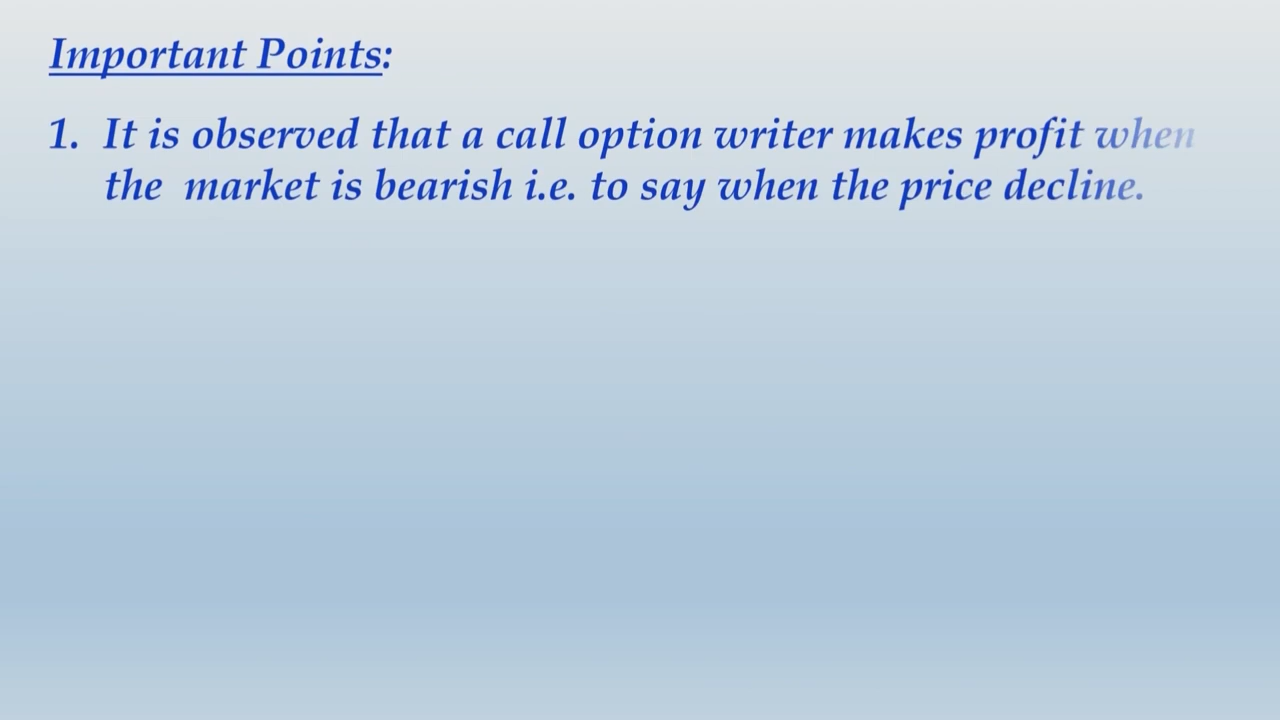 Important Points:
1. It is observed that a call option writer makes profit when
the market is bearish i.e. to say when the price decline.